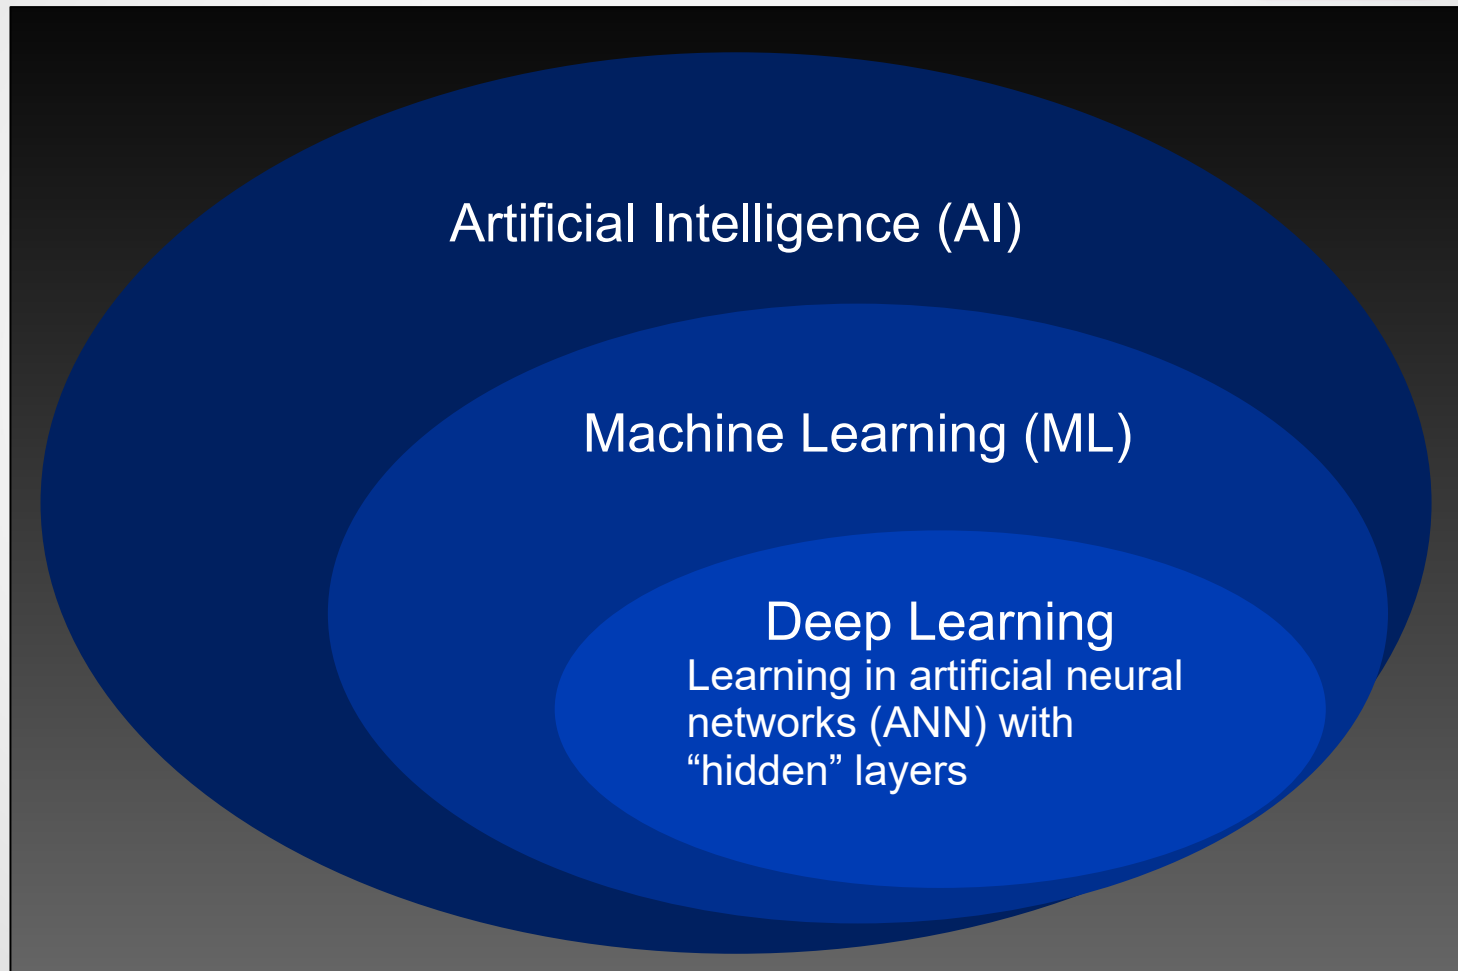 Artificial Intelligence (AI)
Machine Learning (ML)
Deep Learning
Learning in artificial neural
networks (ANN) with
“hidden” layers